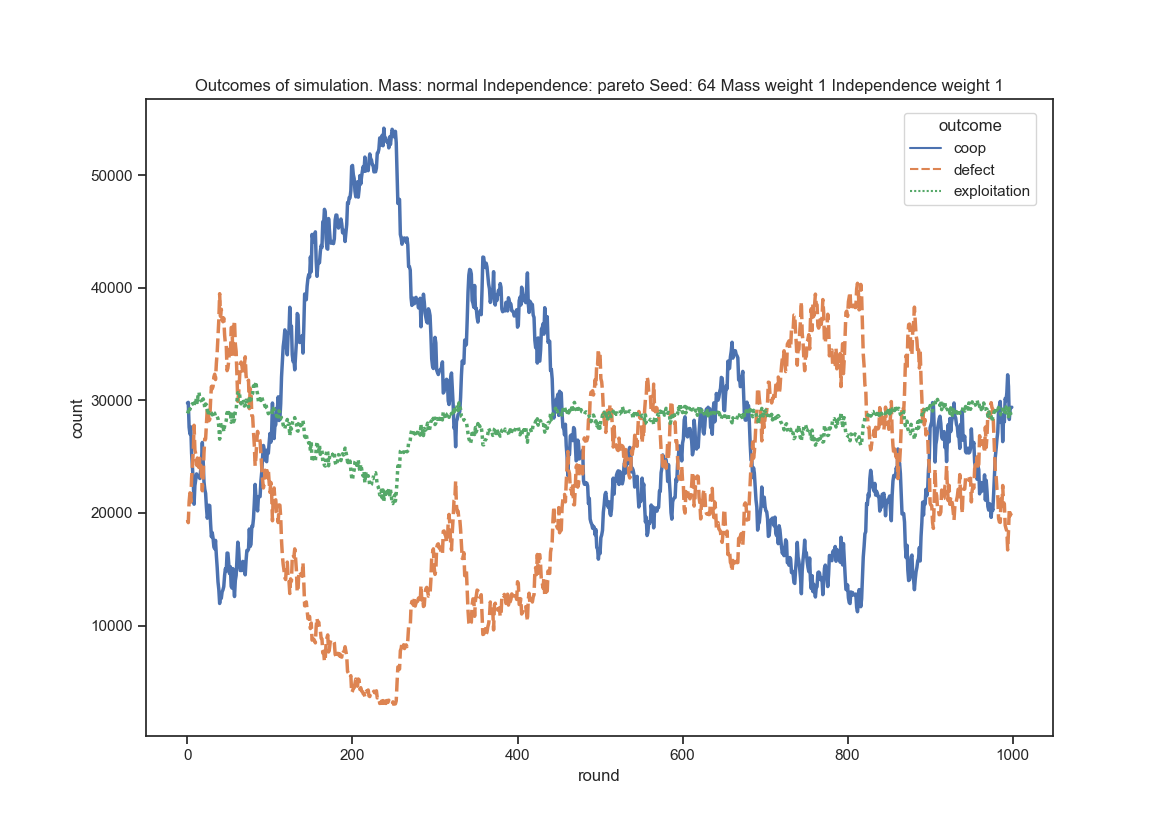 Outcomes of simulation. Mass: normal Independence: pareto Seed: 64 Mass weight 1 Independence weight 1
outcome
coop
defect
exploitation
50000
40000
30000
20000
10000
count
0 200 400 600 800 1000
round